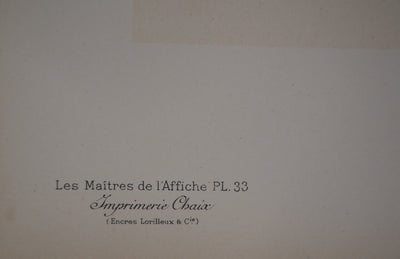 Les Maîtres de l'Affiche PL. 33
Imprimerie Chaix
(Encres Lorilleux & Cie)